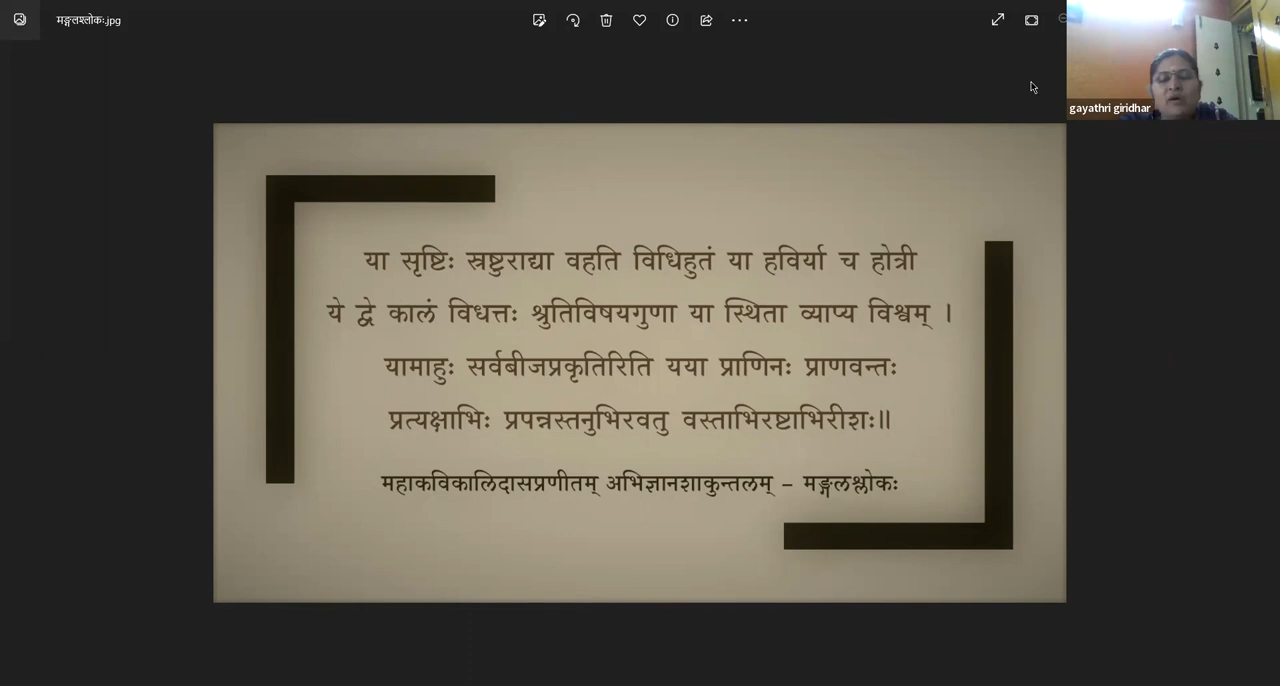 मङ्गलश्लोकः.jpg
gayathri giridhar
या सृष्टिः स्रष्टुराद्या वहति विधिहुतं या हविर्या च होत्री
ये द्वे कालं विधत्तः श्रुतिविषयगुणा या स्थिता व्याप्य विश्वम् ।
यामाहुः सर्वबीजप्रकृतिरिति यया प्राणिनः प्राणवन्तः
प्रत्यक्षाभिः प्रपन्नस्तनुभिरवतु वस्ताभिरष्टाभिरीशः॥
महाकविकालिदासप्रणीतम् अभिज्ञानशाकुन्तलम् – मङ्गलश्लोकः